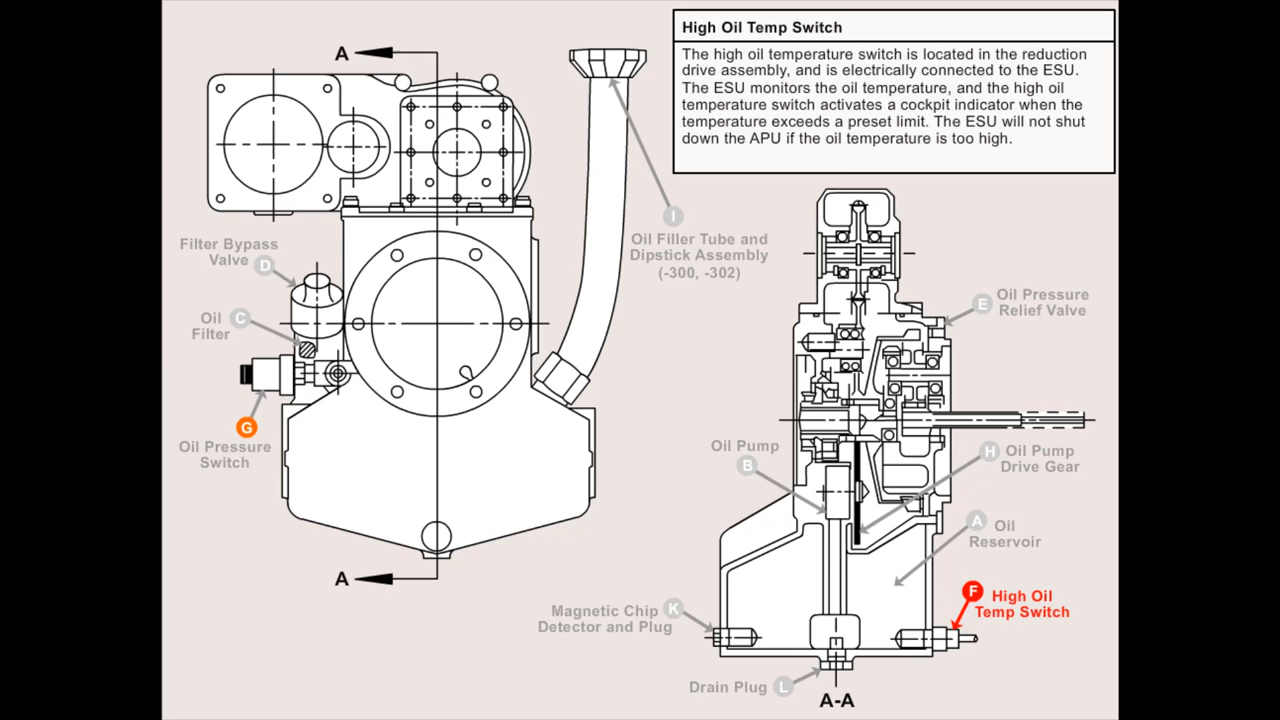 High Oil Temp Switch
The high oil temperature switch is located in the reduction
drive assembly, and is electrically connected to the ESU.
The ESU monitors the oil temperature, and the high oil
temperature switch activates a cockpit indicator when the
temperature exceeds a preset limit. The ESU will not shut
down the APU if the oil temperature is too high.
A
I
Oil Filler Tube and
Dipstick Assembly
(-300, -302)
Filter Bypass
Valve
D
Oil
Filter
C
G
Oil Pressure
Switch
A
E
Oil Pressure
Relief Valve
Oil Pump
B
H
Oil Pump
Drive Gear
A
Oil
Reservoir
F
High Oil
Temp Switch
Magnetic Chip
Detector and Plug
K
Drain Plug
L
A-A